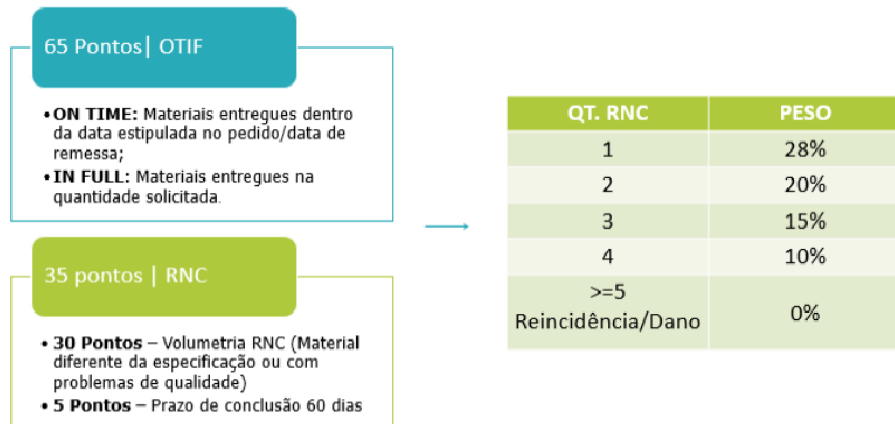 65 Pontos| OTIF
• ON TIME: Materiais entregues dentro
da data estipulada no pedido/data de
remessa;
• IN FULL: Materiais entregues na
quantidade solicitada.
35 pontos | RNC
• 30 Pontos – Volumetria RNC (Material
diferente da especificação ou com
problemas de qualidade)
• 5 Pontos – Prazo de conclusão 60 dias
QT. RNC PESO
1 28%
2 20%
3 15%
4 10%
>=5
Reincidência/Dano 0%